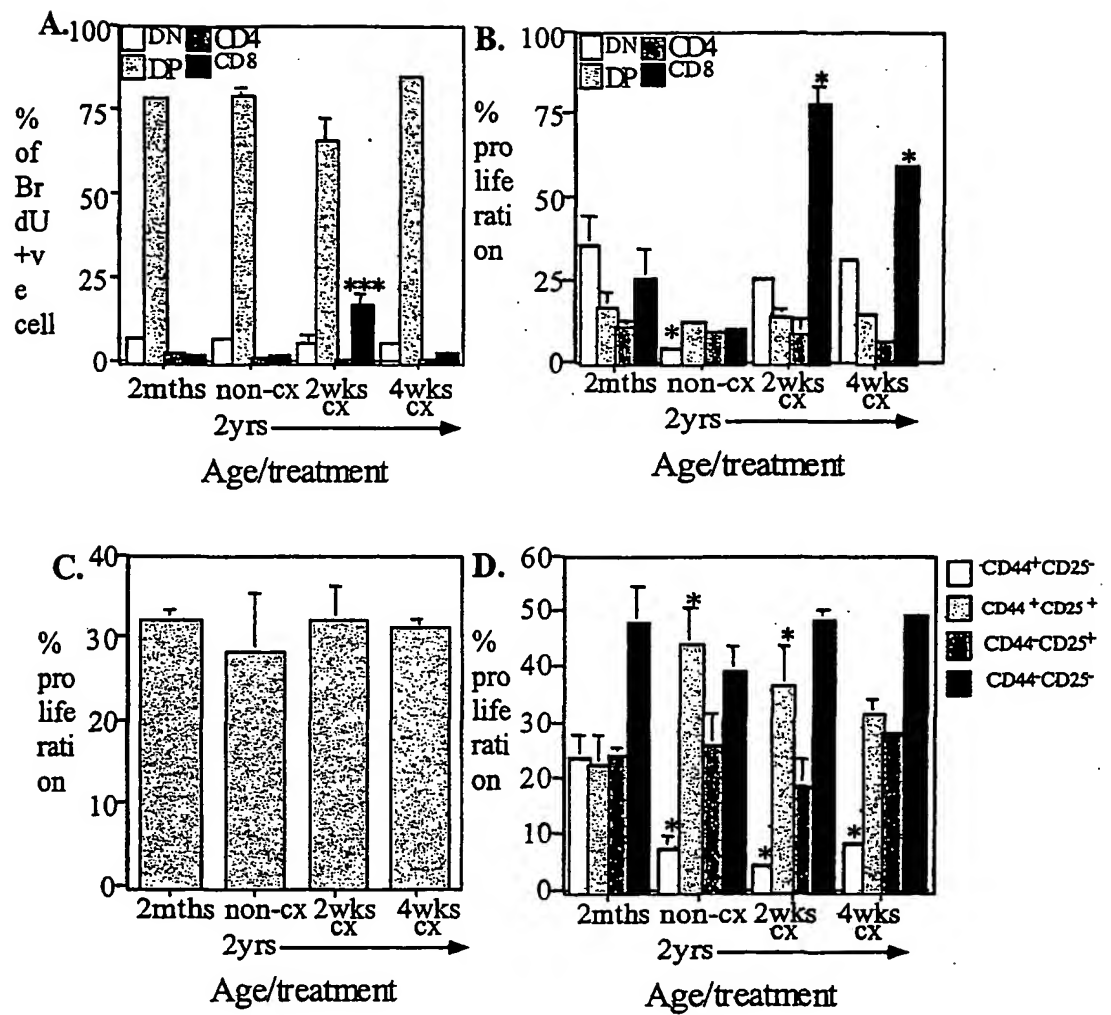 A.
100
75
50
25
0
DN CD4
DP CD8
%
of
Br
dU
+v
e
cell
***
2mths non-cx 2wks 4wks
cx cx
2yrs
Age/treatment
B.
100
75
50
25
0
DN CD4
DP CD8
%
pro
life
rati
on
*
*
*
2mths non-cx 2wks 4wks
cx cx
2yrs
Age/treatment
C.
40
30
20
10
0
%
pro
life
rati
on
2mths non-cx 2wks 4wks
cx cx
2yrs
Age/treatment
D.
60
50
40
30
20
10
0
%
pro
life
rati
on
*
*
*
*
*
2mths non-cx 2wks 4wks
cx cx
2yrs
Age/treatment
CD44⁺CD25⁻
CD44⁺CD25⁺
CD44⁻CD25⁺
CD44⁻CD25⁻